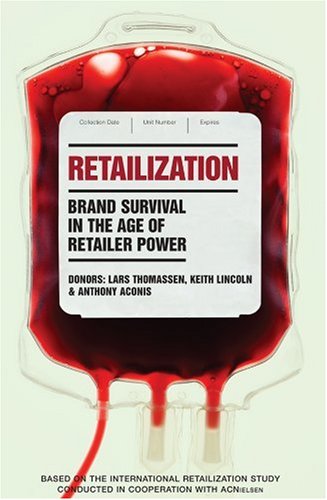 Collection Date Unit Number Expires
RETAILIZATION
BRAND SURVIVAL
IN THE AGE OF
RETAILER POWER
DONORS: LARS THOMASSEN, KEITH LINCOLN
& ANTHONY ACONIS
BASED ON THE INTERNATIONAL RETAILIZATION STUDY
CONDUCTED IN COOPERATION WITH ACNIELSEN